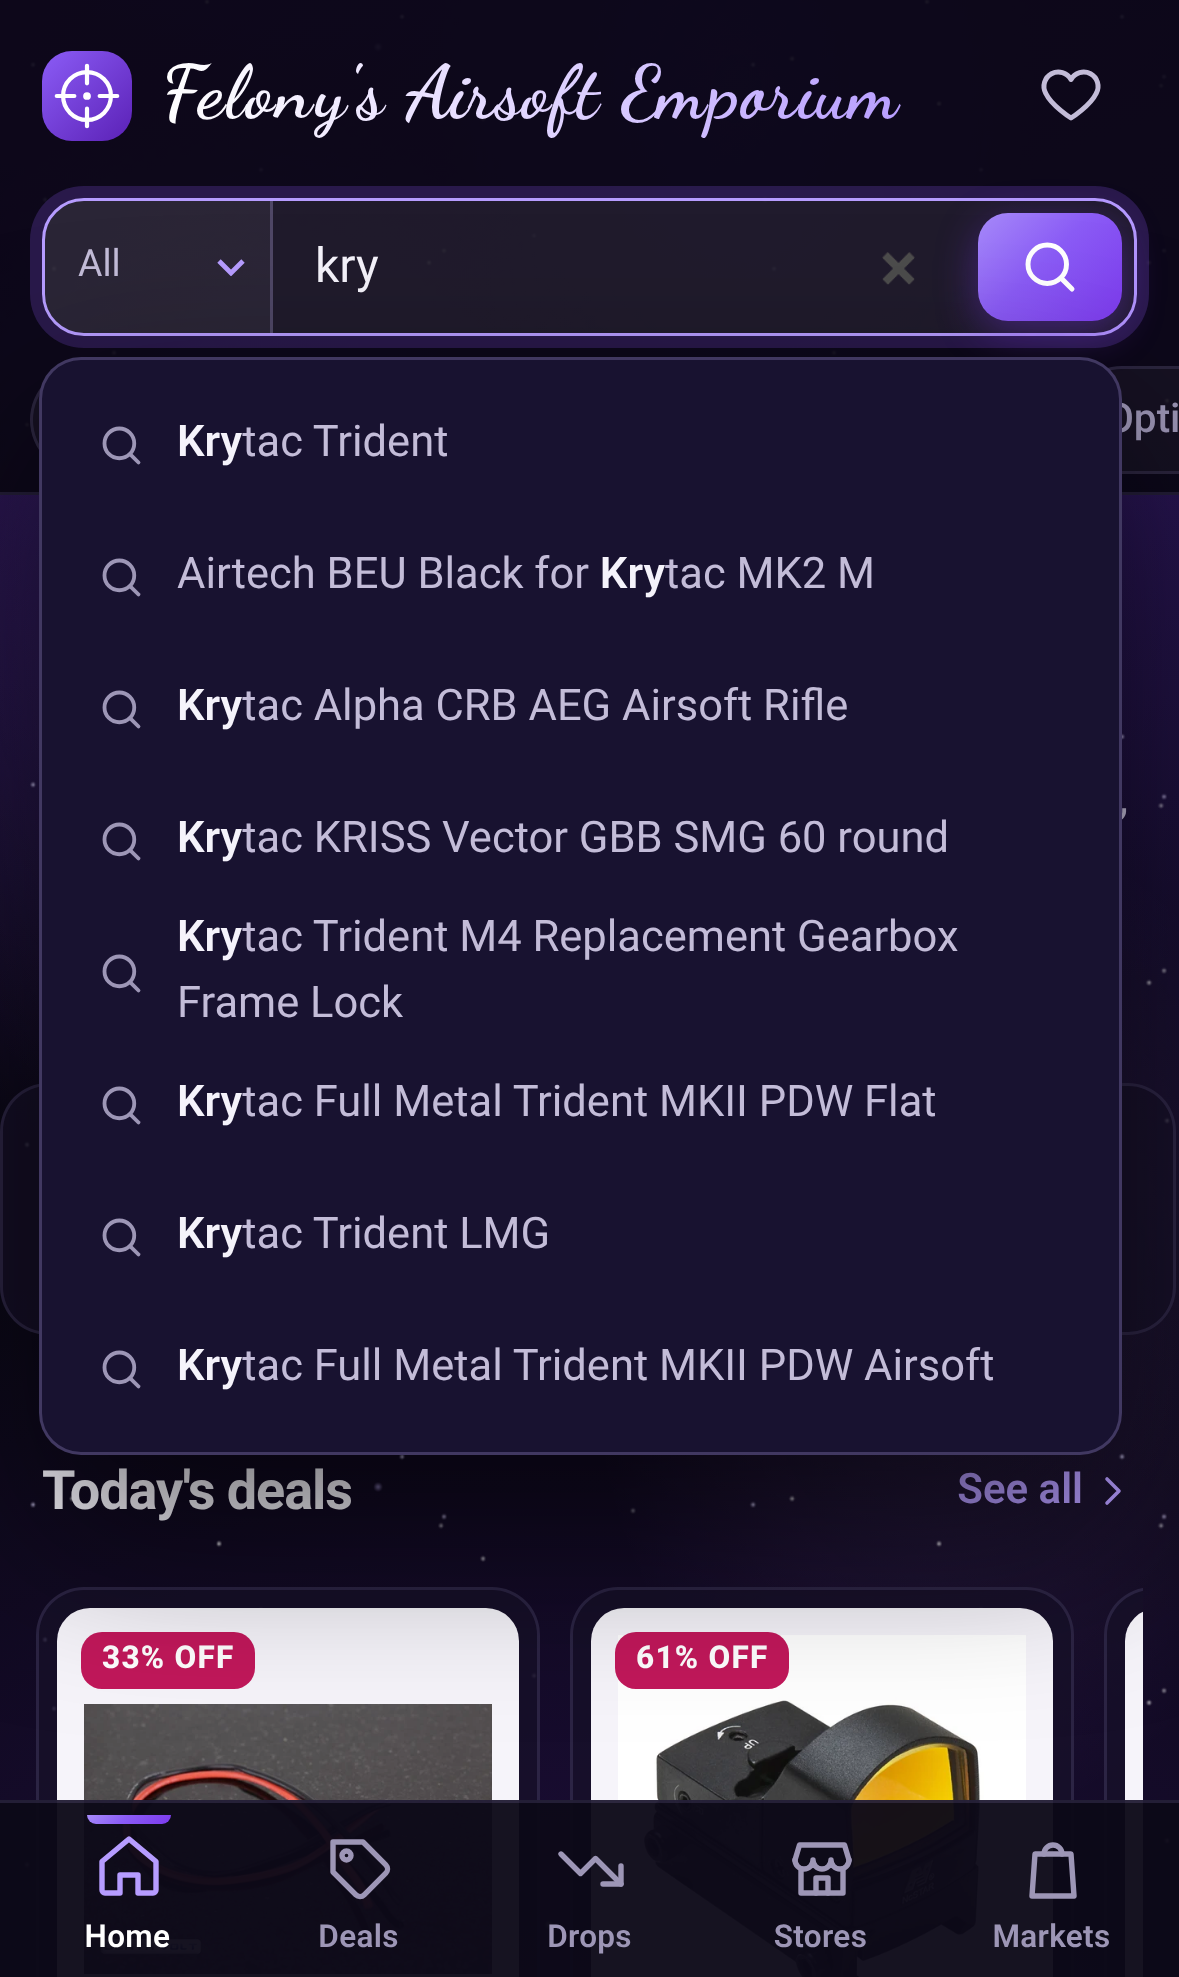 Felony's Airsoft Emporium
All
kry
Opti
Krytac Trident
Airtech BEU Black for Krytac MK2 M
Krytac Alpha CRB AEG Airsoft Rifle
Krytac KRISS Vector GBB SMG 60 round
Krytac Trident M4 Replacement Gearbox
Frame Lock
Krytac Full Metal Trident MKII PDW Flat
Krytac Trident LMG
Krytac Full Metal Trident MKII PDW Airsoft
Today's deals
See all
33% OFF
61% OFF
UP
Home
Deals
Drops
Stores
Markets